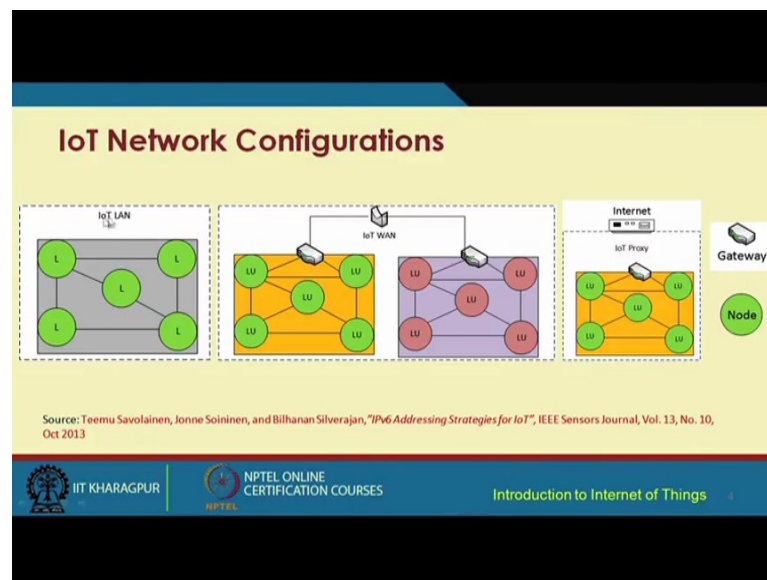 IoT Network Configurations
IoT LAN
L
L
L
L
L
IoT WAN
LU
LU
LU
LU
LU
LU
LU
LU
LU
LU
Internet
IoT Proxy
LU
LU
LU
LU
LU
Gateway
Node
Source: Teemu Savolainen, Jonne Soininen, and Bilhanan Silverajan,"IPv6 Addressing Strategies for IoT", IEEE Sensors Journal, Vol. 13, No. 10,
Oct 2013
IIT KHARAGPUR
NPTEL
NPTEL ONLINE
CERTIFICATION COURSES
Introduction to Internet of Things
4